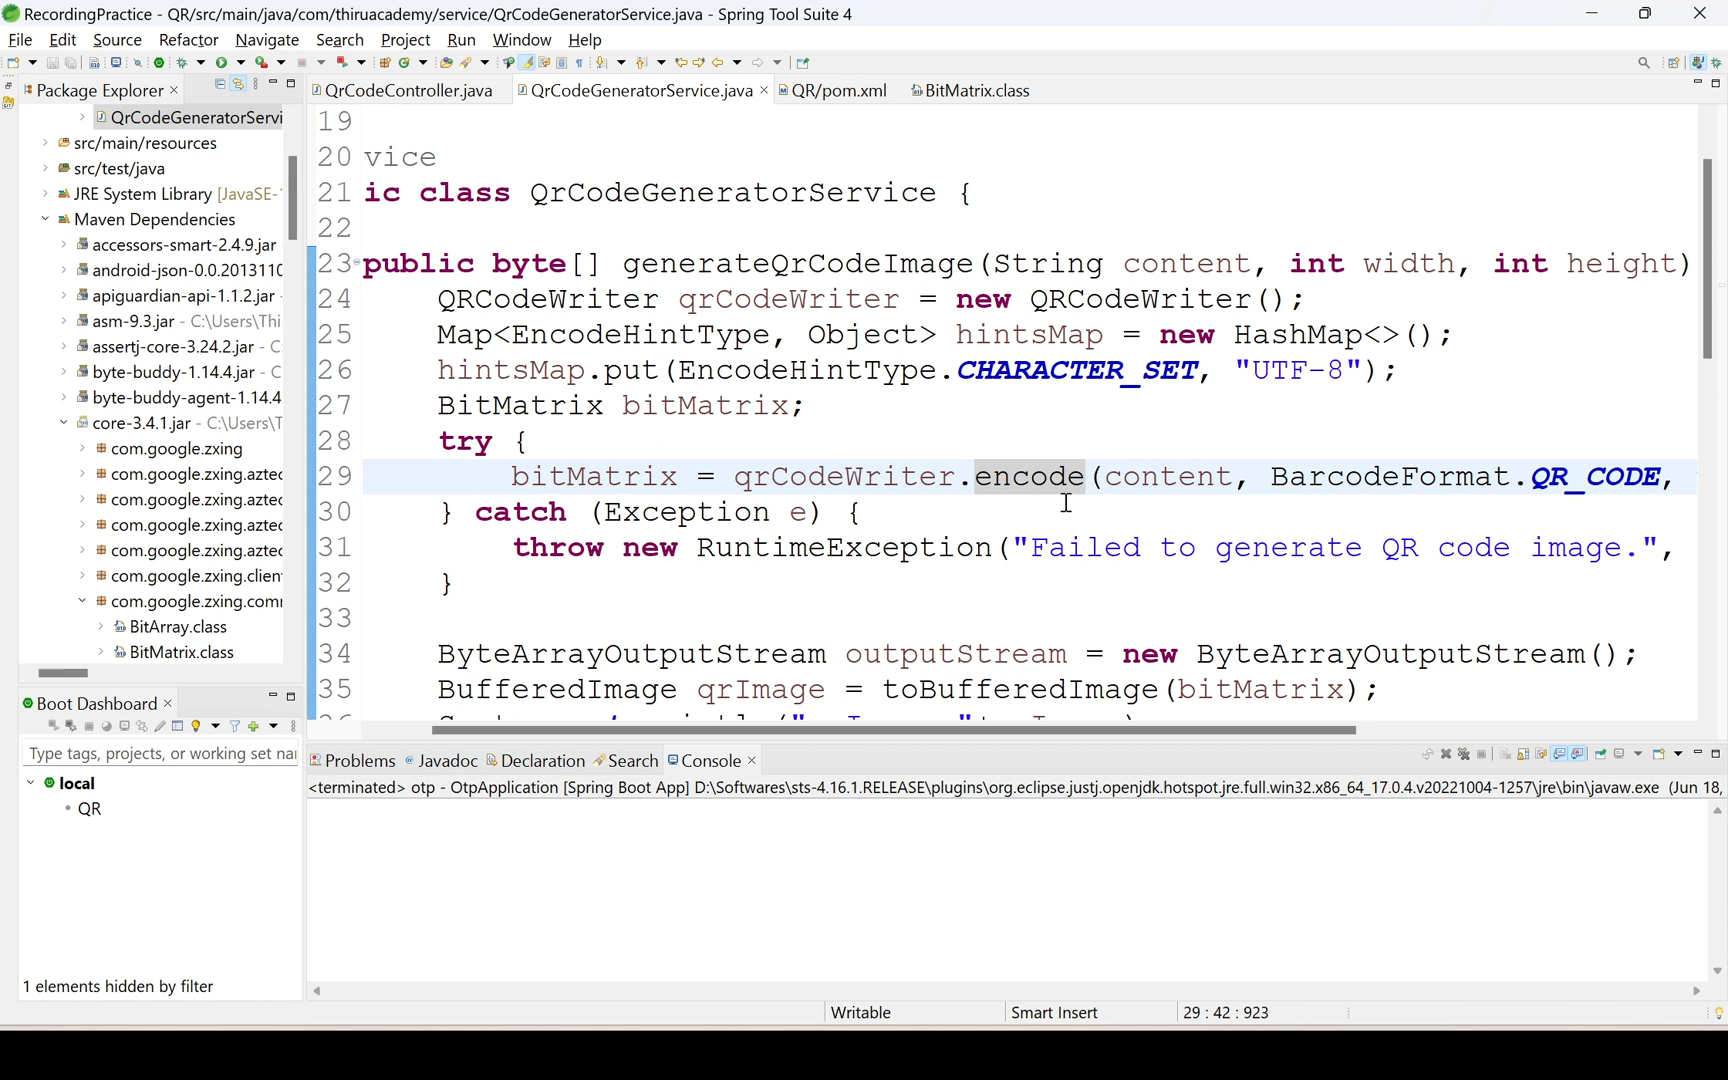 RecordingPractice - QR/src/main/java/com/thiruacademy/service/QrCodeGeneratorService.java - Spring Tool Suite 4
File Edit Source Refactor Navigate Search Project Run Window Help
Package Explorer
QrCodeGeneratorServi
src/main/resources
src/test/java
JRE System Library [JavaSE-
Maven Dependencies
accessors-smart-2.4.9.jar
android-json-0.0.2013110
apiguardian-api-1.1.2.jar
asm-9.3.jar - C:\Users\Thi
assertj-core-3.24.2.jar - C
byte-buddy-1.14.4.jar - C
byte-buddy-agent-1.14.4
core-3.4.1.jar - C:\Users\T
com.google.zxing
com.google.zxing.aztec
com.google.zxing.aztec
com.google.zxing.aztec
com.google.zxing.aztec
com.google.zxing.clien
com.google.zxing.com
BitArray.class
BitMatrix.class
QrCodeController.java QrCodeGeneratorService.java QR/pom.xml BitMatrix.class
19
20 vice
21 ic class QrCodeGeneratorService {
22
23 public byte[] generateQrCodeImage(String content, int width, int height)
24 QRCodeWriter qrCodeWriter = new QRCodeWriter();
25 Map<EncodeHintType, Object> hintsMap = new HashMap<>();
26 hintsMap.put(EncodeHintType.CHARACTER_SET, "UTF-8");
27 BitMatrix bitMatrix;
28 try {
29 bitMatrix = qrCodeWriter.encode(content, BarcodeFormat.QR_CODE,
30 } catch (Exception e) {
31 throw new RuntimeException("Failed to generate QR code image.",
32 }
33
34 ByteArrayOutputStream outputStream = new ByteArrayOutputStream();
35 BufferedImage qrImage = toBufferedImage(bitMatrix);
Boot Dashboard
Type tags, projects, or working set nar
local
QR
1 elements hidden by filter
Problems Javadoc Declaration Search Console
<terminated> otp - OtpApplication [Spring Boot App] D:\Softwares\sts-4.16.1.RELEASE\plugins\org.eclipse.justj.openjdk.hotspot.jre.full.win32.x86_64_17.0.4.v20221004-1257\jre\bin\javaw.exe (Jun 18,
Writable Smart Insert 29 : 42 : 923